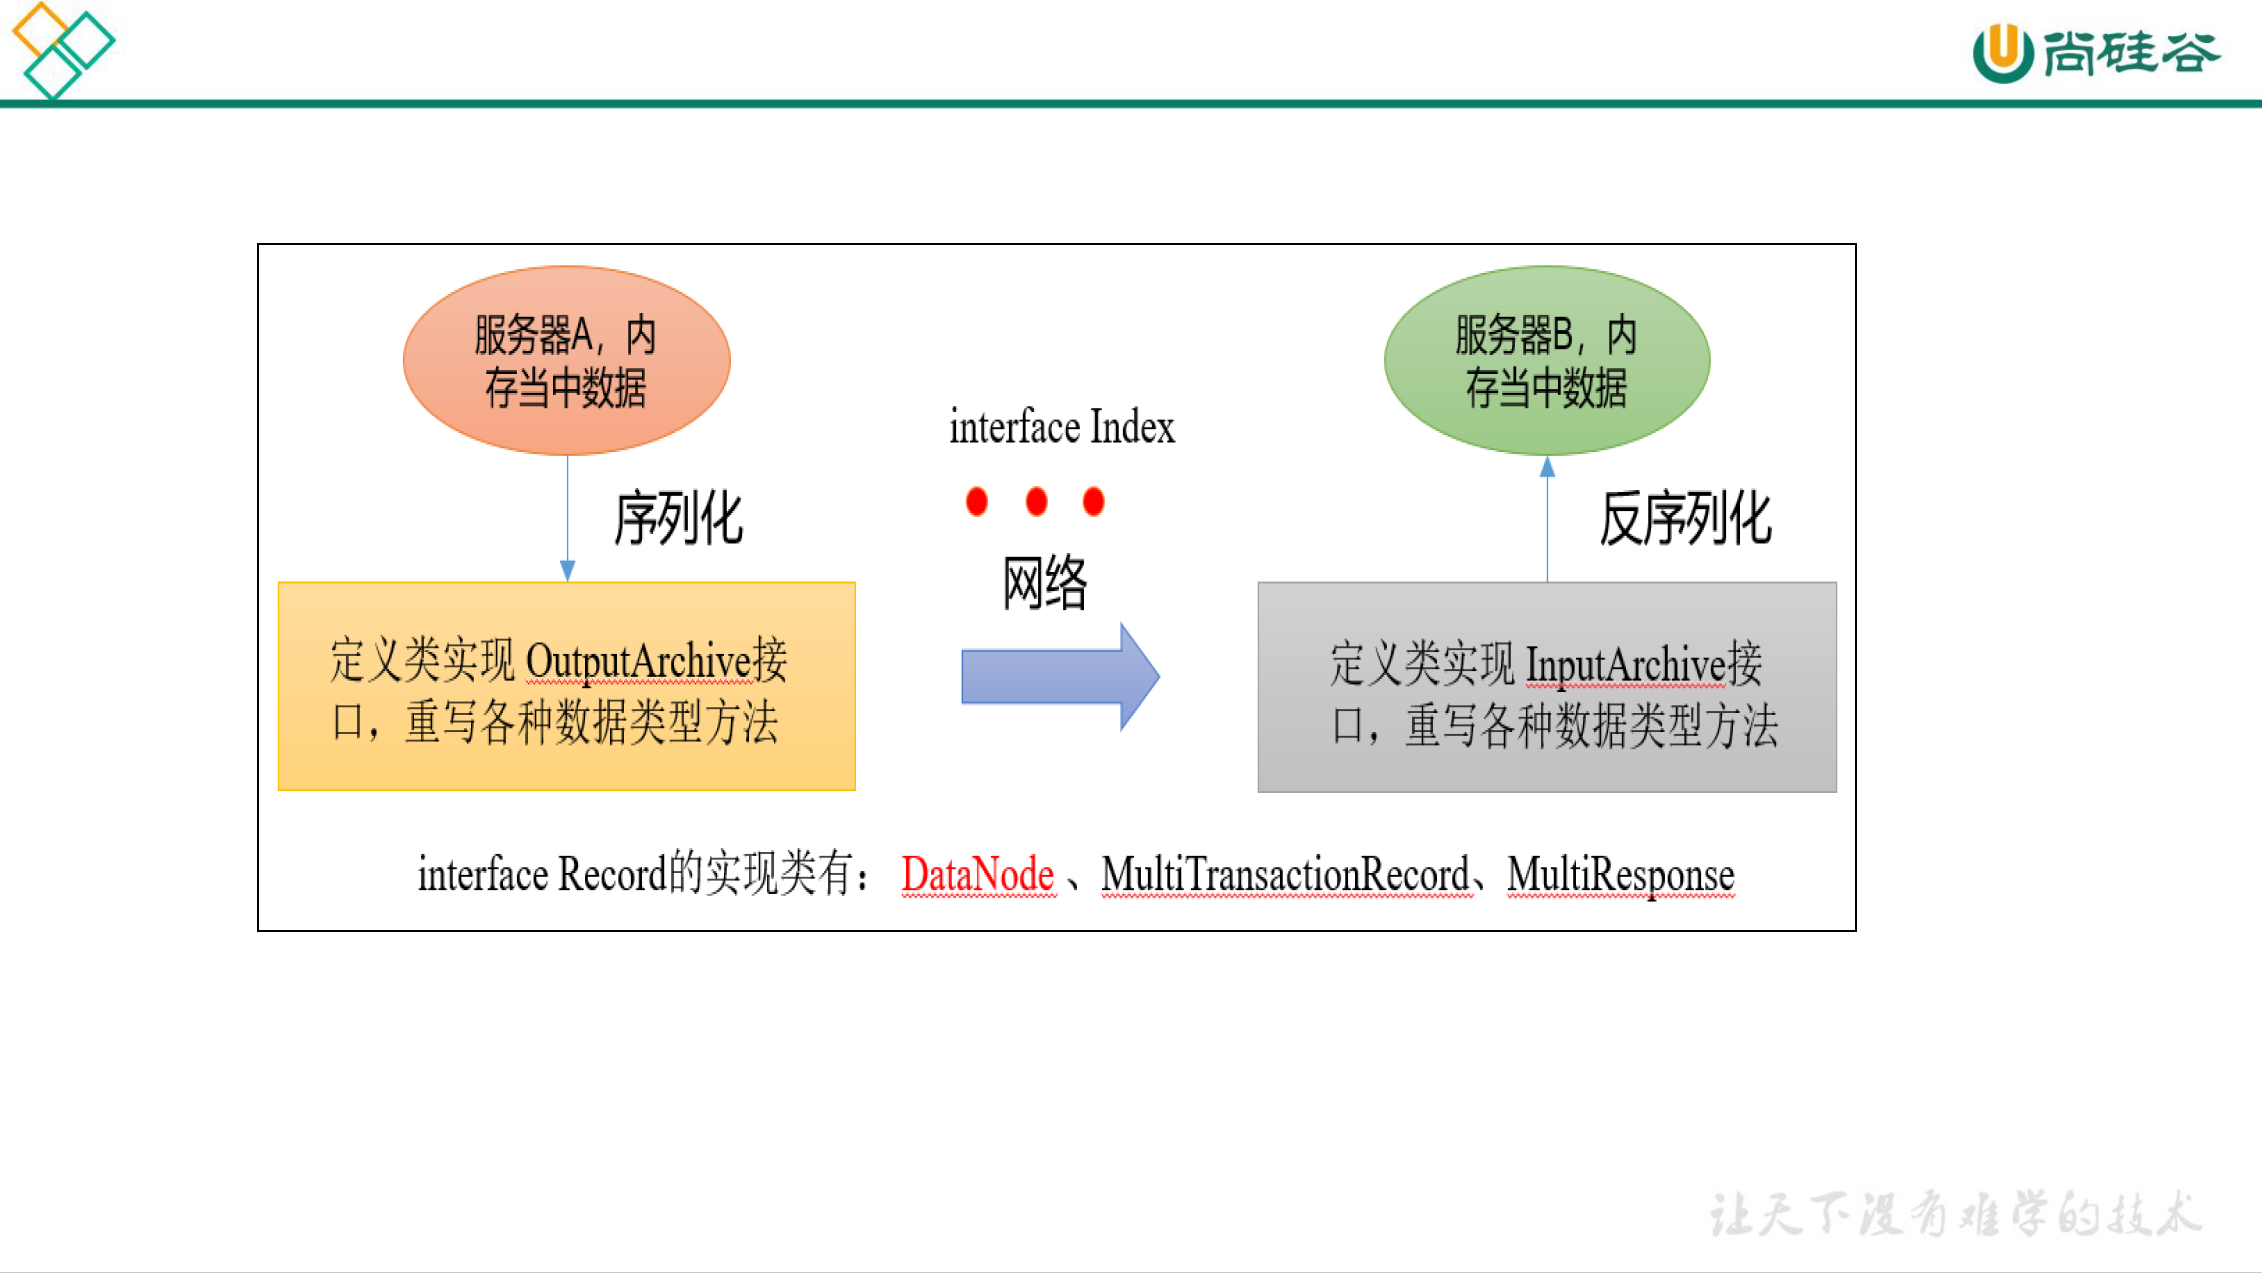 尚硅谷
服务器A，内
存当中数据
服务器B，内
存当中数据
interface Index
序列化
反序列化
网络
定义类实现 OutputArchive接
口，重写各种数据类型方法
定义类实现 InputArchive接
口，重写各种数据类型方法
interface Record的实现类有： DataNode 、MultiTransactionRecord、MultiResponse
让天下没有难学的技术